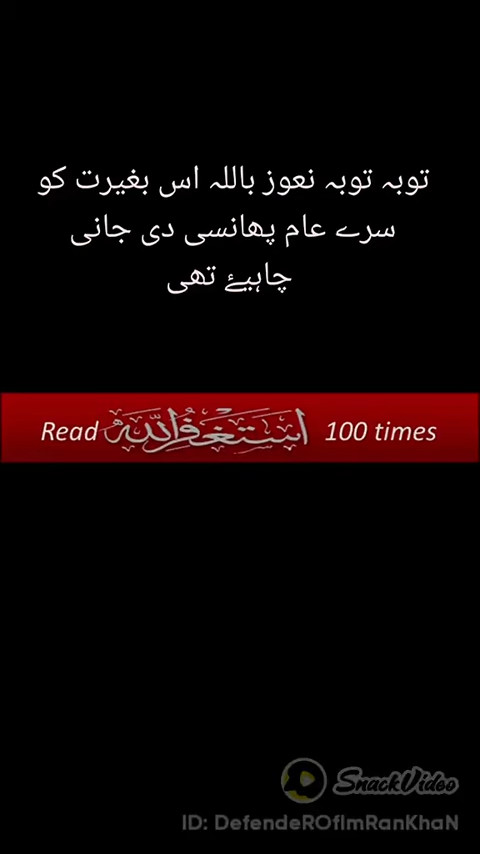 توبہ توبہ نعوز باللہ اس بغیرت کو
سرے عام پھانسی دی جانی
چاہیۓ تھی
Read استغفراللہ 100 times
SnackVideo
ID: DefendeROfImRanKhaN